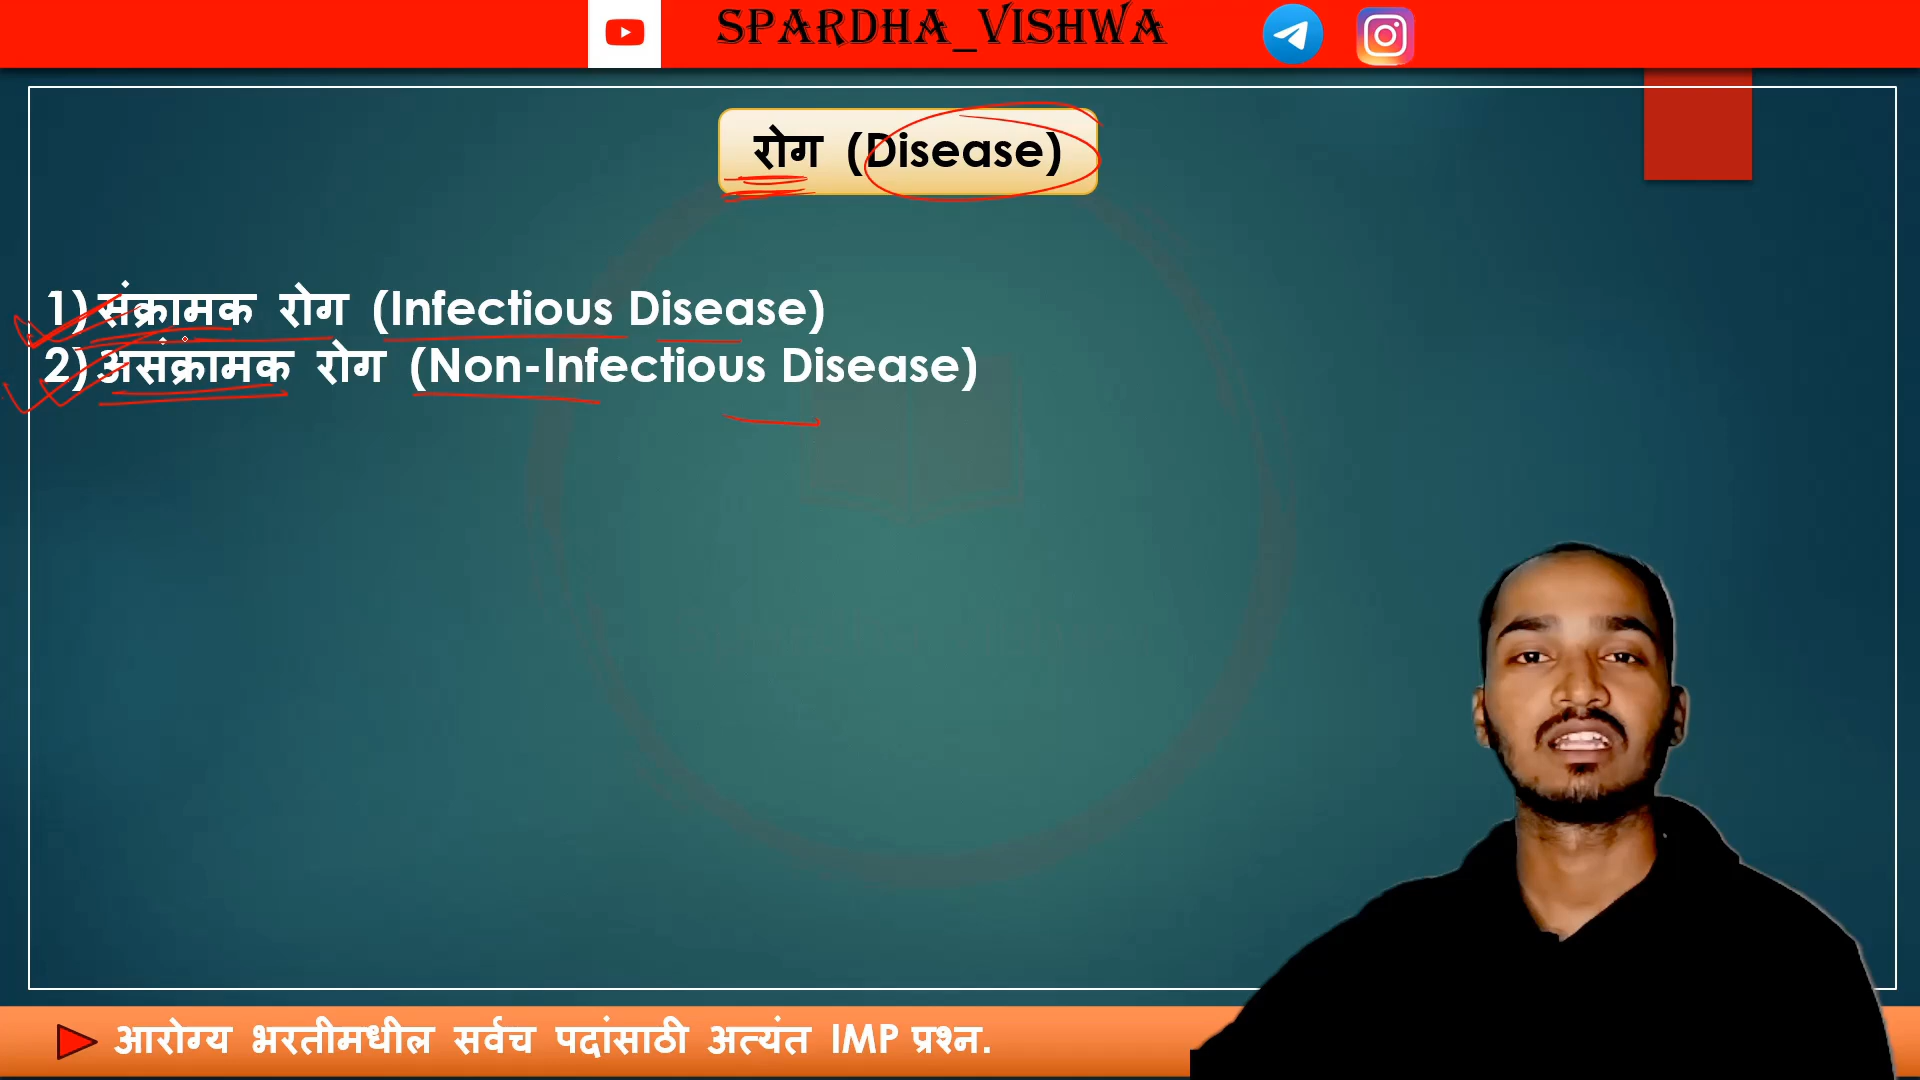 SPARDHA_VISHWA
रोग (Disease)
1) संक्रामक रोग (Infectious Disease)
2) असंक्रामक रोग (Non-Infectious Disease)
आरोग्य भरतीमधील सर्वच पदांसाठी अत्यंत IMP प्रश्न.